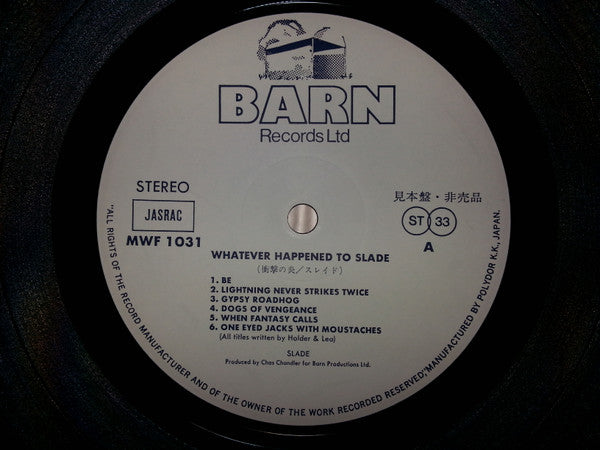 BARN
Records Ltd
STEREO
JASRAC
MWF 1031
見本盤・非売品
ST 33
A
WHATEVER HAPPENED TO SLADE
(衝撃の炎/スレイド)
1. BE
2. LIGHTNING NEVER STRIKES TWICE
3. GYPSY ROADHOG
4. DOGS OF VENGEANCE
5. WHEN FANTASY CALLS
6. ONE EYED JACKS WITH MOUSTACHES
(All titles written by Holder & Lea)
SLADE
Produced by Chas Chandler for Barn Productions Ltd.
"ALL RIGHTS OF THE RECORD MANUFACTURER AND OF THE OWNER OF THE WORK RECORDED RESERVED," MANUFACTURED BY POLYDOR K.K., JAPAN.